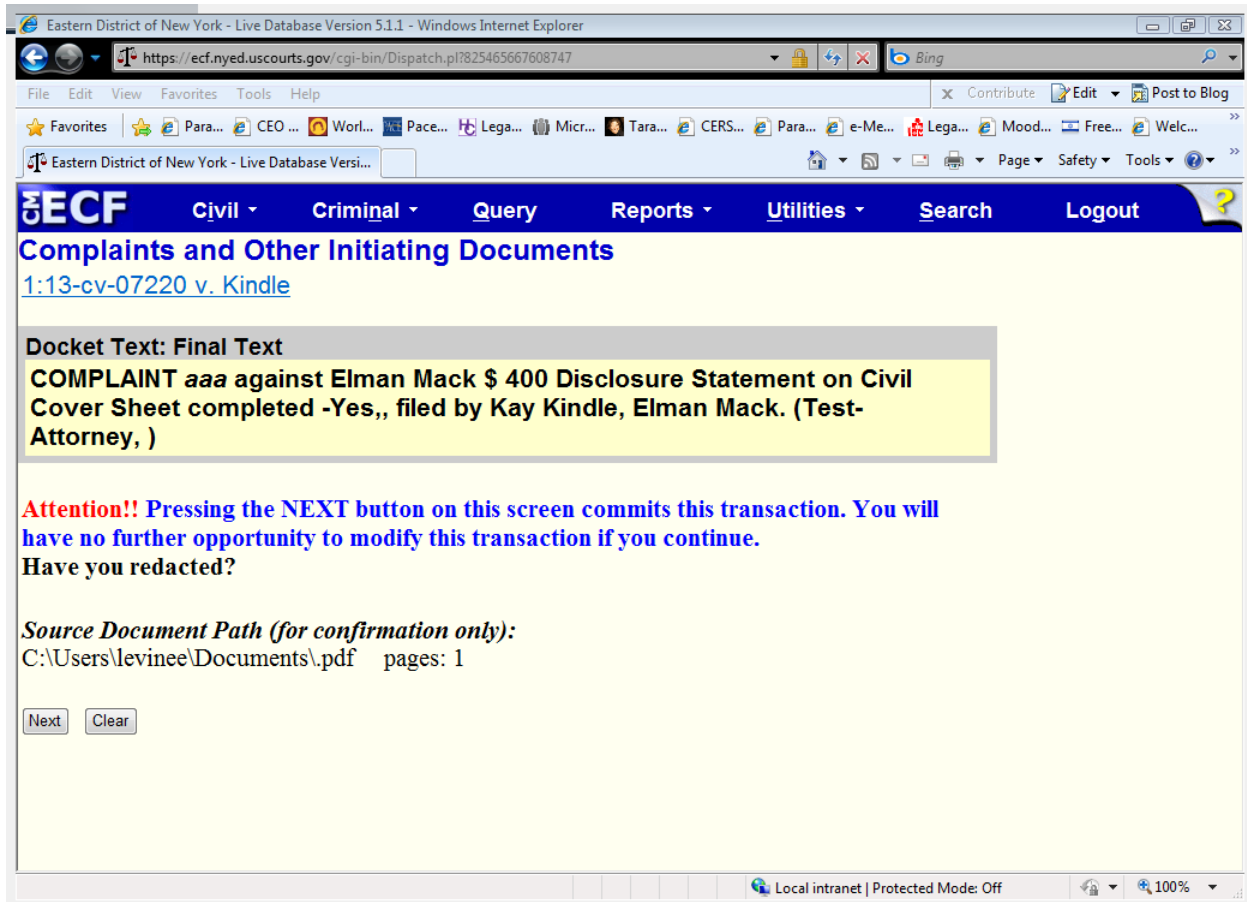 Eastern District of New York - Live Database Version 5.1.1 - Windows Internet Explorer
https://ecf.nyed.uscourts.gov/cgi-bin/Dispatch.pl?825465667608747
Bing
File Edit View Favorites Tools Help
x Contribute Edit Post to Blog
Favorites Para... CEO ... Worl... Pace... Lega... Micr... Tara... CERS... Para... e-Me... Lega... Mood... Free... Welc... »
Eastern District of New York - Live Database Versi...
Page Safety Tools »
CM ECF Civil Criminal Query Reports Utilities Search Logout ?
Complaints and Other Initiating Documents
1:13-cv-07220 v. Kindle
Docket Text: Final Text
COMPLAINT aaa against Elman Mack $ 400 Disclosure Statement on Civil
Cover Sheet completed -Yes,, filed by Kay Kindle, Elman Mack. (Test-
Attorney, )
Attention!! Pressing the NEXT button on this screen commits this transaction. You will
have no further opportunity to modify this transaction if you continue.
Have you redacted?
Source Document Path (for confirmation only):
C:\Users\levinee\Documents\.pdf pages: 1
Next Clear
Local intranet | Protected Mode: Off 100%